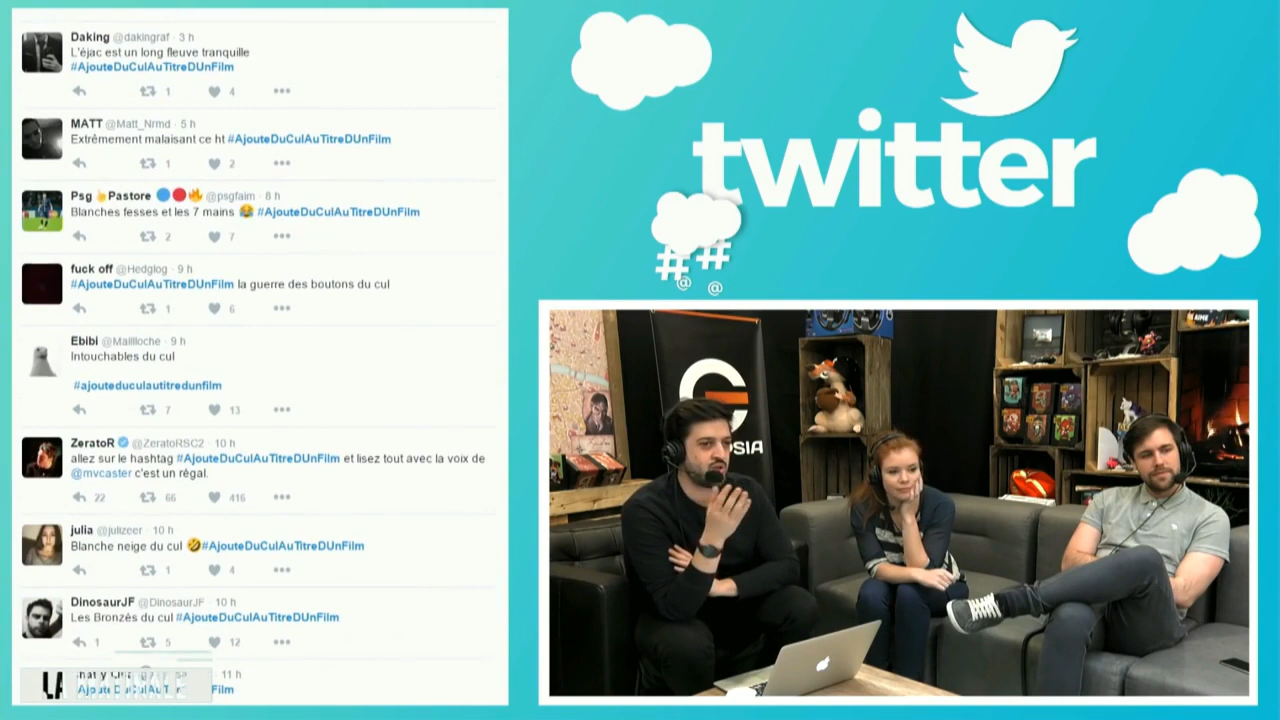 Daking @dakingraf · 3 h
L'éjac est un long fleuve tranquille
#AjouteDuCulAuTitreDUnFilm
1 4
MATT @Matt_Nrmd · 5 h
Extrêmement malaisant ce ht #AjouteDuCulAuTitreDUnFilm
1 2
Psg 👆Pastore 🔵🔴🔥 @psgfaim · 8 h
Blanches fesses et les 7 mains 😂 #AjouteDuCulAuTitreDUnFilm
2 7
fuck off @Hedglog · 9 h
#AjouteDuCulAuTitreDUnFilm la guerre des boutons du cul
1 6
Ebibi @Maillloche · 9 h
Intouchables du cul
#ajouteduculautitredunfilm
7 13
ZeratoR @ZeratoRSC2 · 10 h
allez sur le hashtag #AjouteDuCulAuTitreDUnFilm et lisez tout avec la voix de
@mvcaster c'est un régal.
22 66 416
julia @julizeer · 10 h
Blanche neige du cul 🤣#AjouteDuCulAuTitreDUnFilm
1 4
DinosaurJF @DinosaurJF · 10 h
Les Bronzés du cul #AjouteDuCulAuTitreDUnFilm
1 5 12
11 h
LA
twitter
# #
@ @